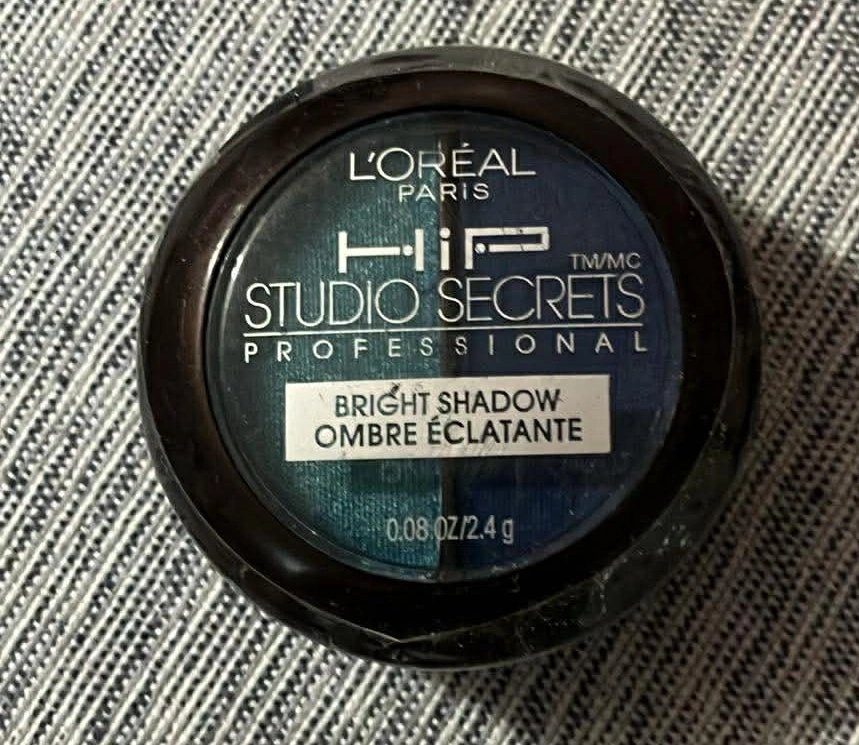 L'ORÉAL
PARiS
HiP TM/MC
STUDIO SECRETS
PROFESSIONAL
BRIGHT SHADOW
OMBRE ÉCLATANTE
0.08 OZ/2.4 g